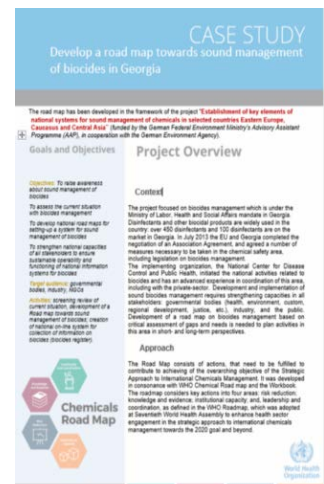 CASE STUDY
Develop a road map towards sound management
of biocides in Georgia
The road map has been developed in the framework of the project "Establishment of key elements of
national systems for sound management of chemicals in selected countries Eastern Europe,
Caucasus and Central Asia" (funded by the German Federal Environment Ministry's Advisory Assistant
Programme (AAP), in cooperation with the German Environment Agency).
Goals and Objectives
Objectives: To raise awareness
about sound management of
biocides
To assess the current situation
with biocides management
To develop national road maps for
setting-up a system for sound
management of biocides
To strengthen national capacities
of all stakeholders to ensure
sustainable operability and
functioning of national information
systems for biocides
Target audience: governmental
bodies, industry, NGOs
Activities: screening review of
current situation, development of a
Road map towards sound
management of biocides; creation
of national on-line system for
collection of information on
biocides (biocides register).
Chemicals
Road Map
Project Overview
Context
The project focused on biocides management which is under the
Ministry of Labor, Health and Social Affairs mandate in Georgia.
Disinfectants and other biocidal products are widely used in the
country: over 450 disinfectants and 100 disinfectants are on the
market in Georgia. In July 2013 the EU and Georgia completed the
negotiation of an Association Agreement, and agreed a number of
measures necessary to be taken in the chemical safety area,
including legislation on biocides management.
The implementing organization, the National Center for Disease
Control and Public Health, initiated the national activities related to
biocides and has an advanced experience in coordination of this area,
including with the private-sector. Development and implementation of
sound biocides management requires strengthening capacities in all
stakeholders: governmental bodies (health, environment, custom,
regional development, justice, etc.), industry, and the public.
Development of a road map on biocides management based on
critical assessment of gaps and needs is needed to plan activities in
this area in short- and long-term perspectives.
Approach
The Road Map consists of actions, that need to be fulfilled to
contribute to achieving of the overarching objective of the Strategic
Approach to International Chemicals Management. It was developed
in consonance with WHO Chemical Road map and the Workbook.
The roadmap considers key actions into four areas: risk reduction;
knowledge and evidence; institutional capacity; and, leadership and
coordination, as defined in the WHO Roadmap, which was adopted
at Seventieth World Health Assembly to enhance health sector
engagement in the strategic approach to international chemicals
management towards the 2020 goal and beyond.
World Health
Organization